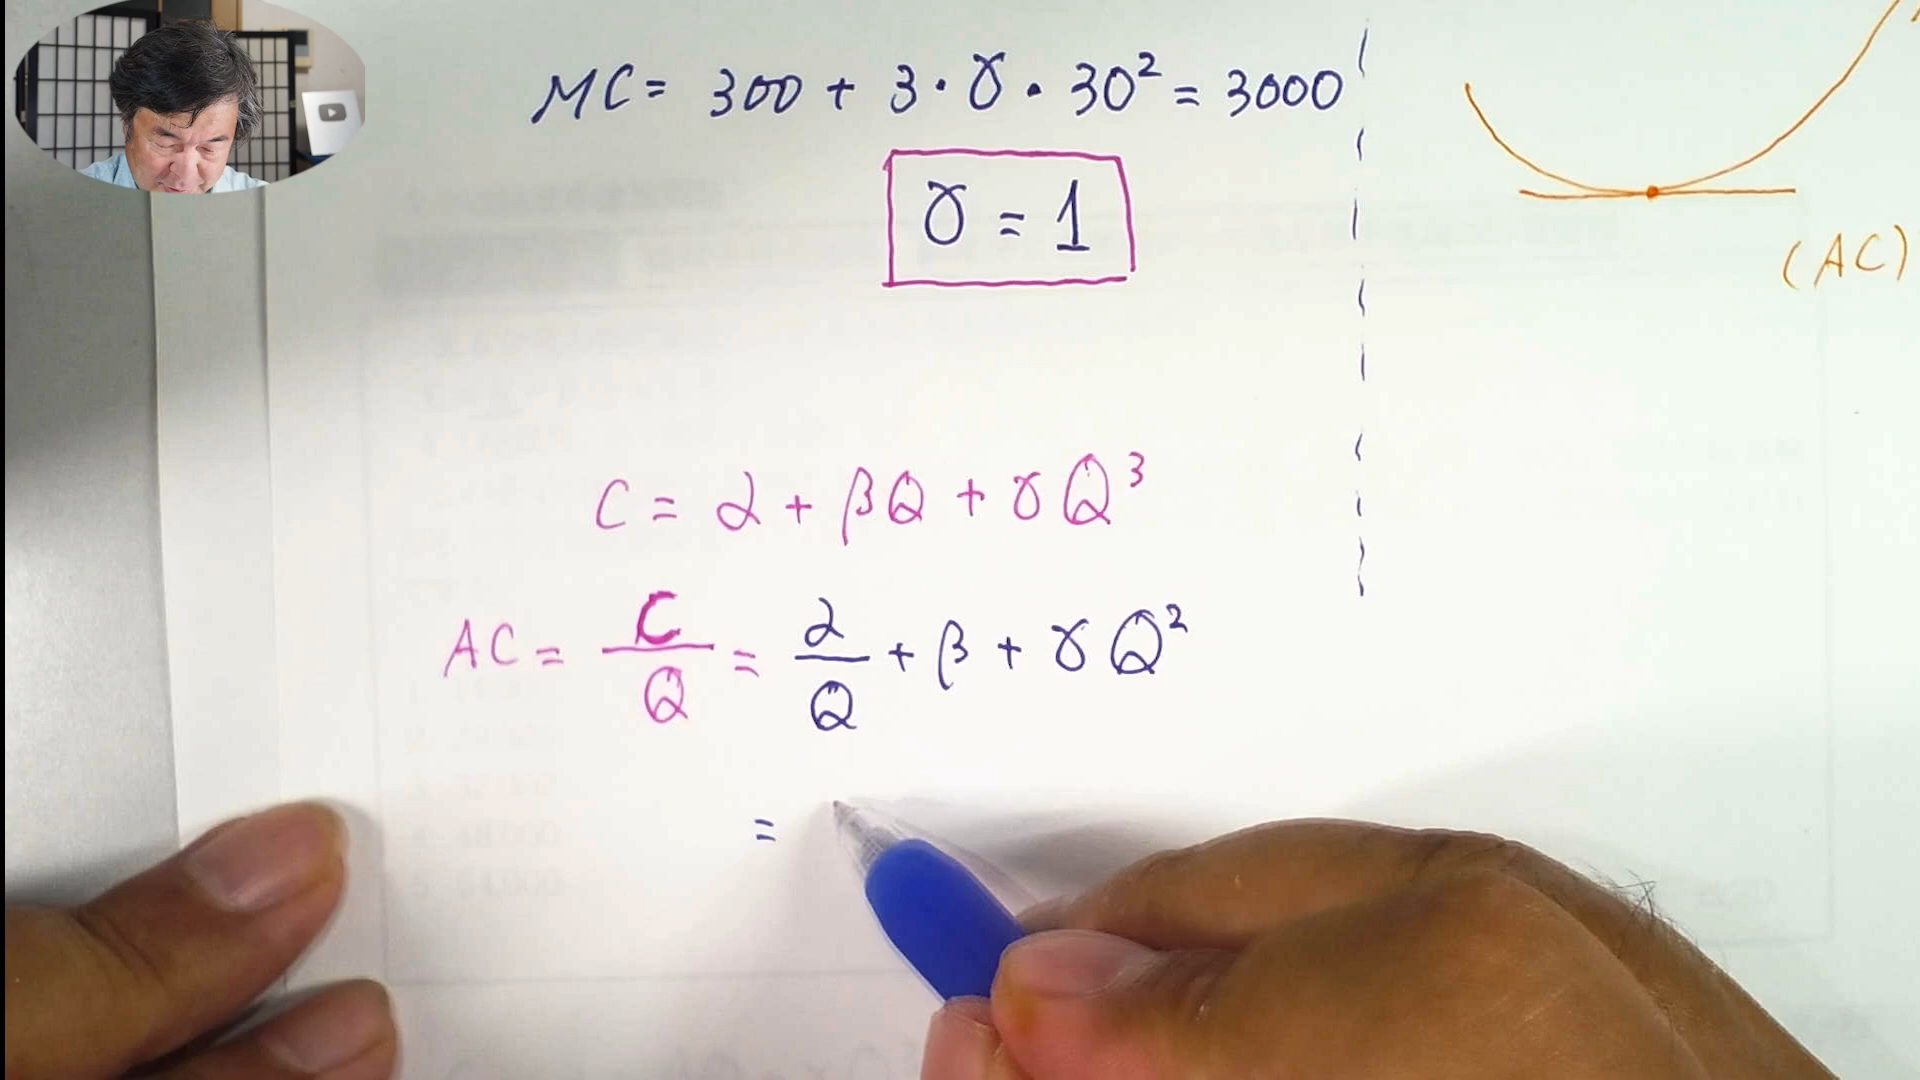 MC = 300 + 3・γ・30² = 3000
γ = 1
(AC)
C = α + βQ + γQ³
AC = C/Q = α/Q + β + γQ²
=